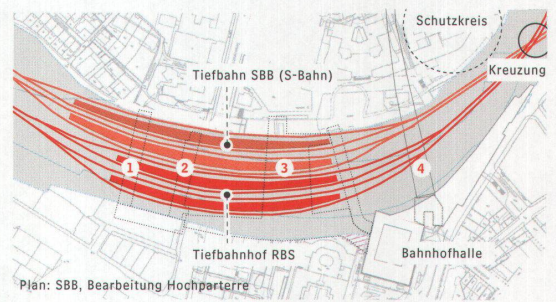 Schutzkreis
Kreuzung
Tiefbahn SBB (S-Bahn)
1 2 3 4
Tiefbahnhof RBS
Bahnhofhalle
Plan: SBB, Bearbeitung Hochparterre